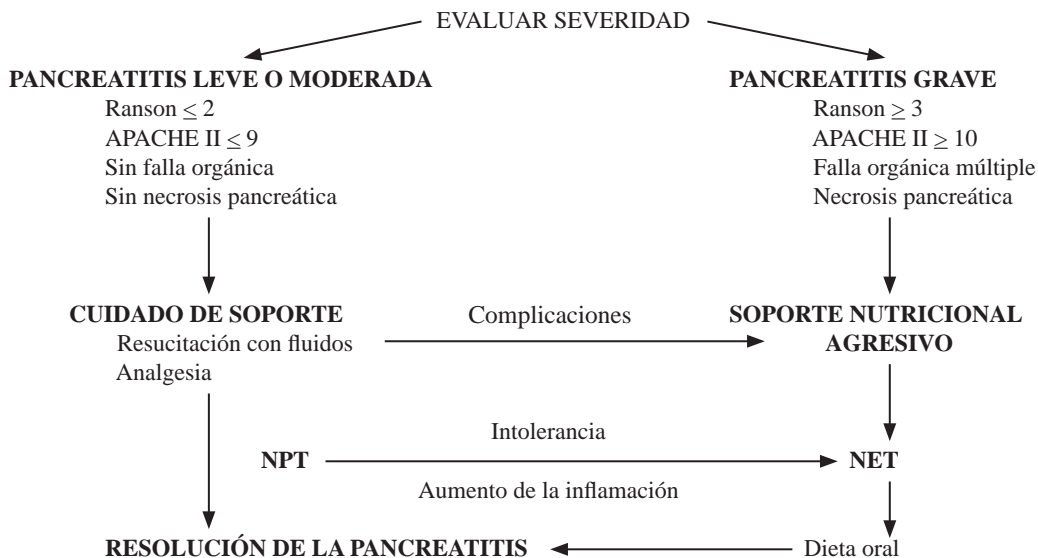 EVALUAR SEVERIDAD
PANCREATITIS LEVE O MODERADA
Ranson ≤ 2
APACHE II ≤ 9
Sin falla orgánica
Sin necrosis pancreática
PANCREATITIS GRAVE
Ranson ≥ 3
APACHE II ≥ 10
Falla orgánica múltiple
Necrosis pancreática
CUIDADO DE SOPORTE
Resucitación con fluidos
Analgesia
Complicaciones
SOPORTE NUTRICIONAL
AGRESIVO
Intolerancia
NPT
NET
Aumento de la inflamación
RESOLUCIÓN DE LA PANCREATITIS
Dieta oral